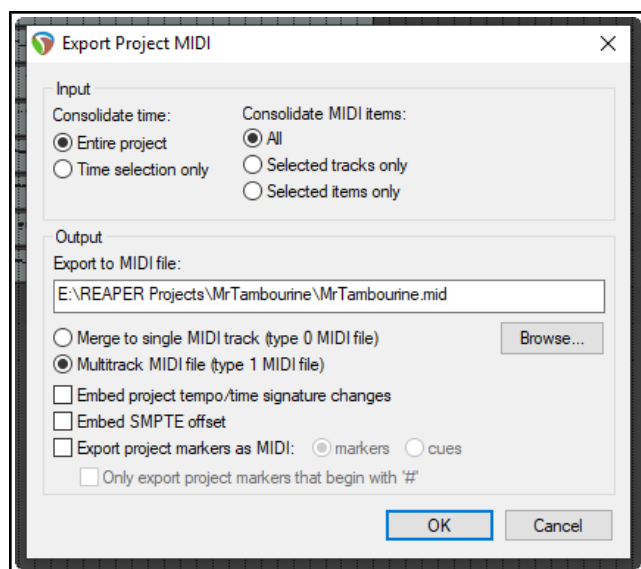 Export Project MIDI
Input
Consolidate time:
Entire project
Time selection only
Consolidate MIDI items:
All
Selected tracks only
Selected items only
Output
Export to MIDI file:
E:\REAPER Projects\MrTambourine\MrTambourine.mid
Merge to single MIDI track (type 0 MIDI file)
Browse...
Multitrack MIDI file (type 1 MIDI file)
Embed project tempo/time signature changes
Embed SMPTE offset
Export project markers as MIDI: markers cues
Only export project markers that begin with '#'
OK Cancel